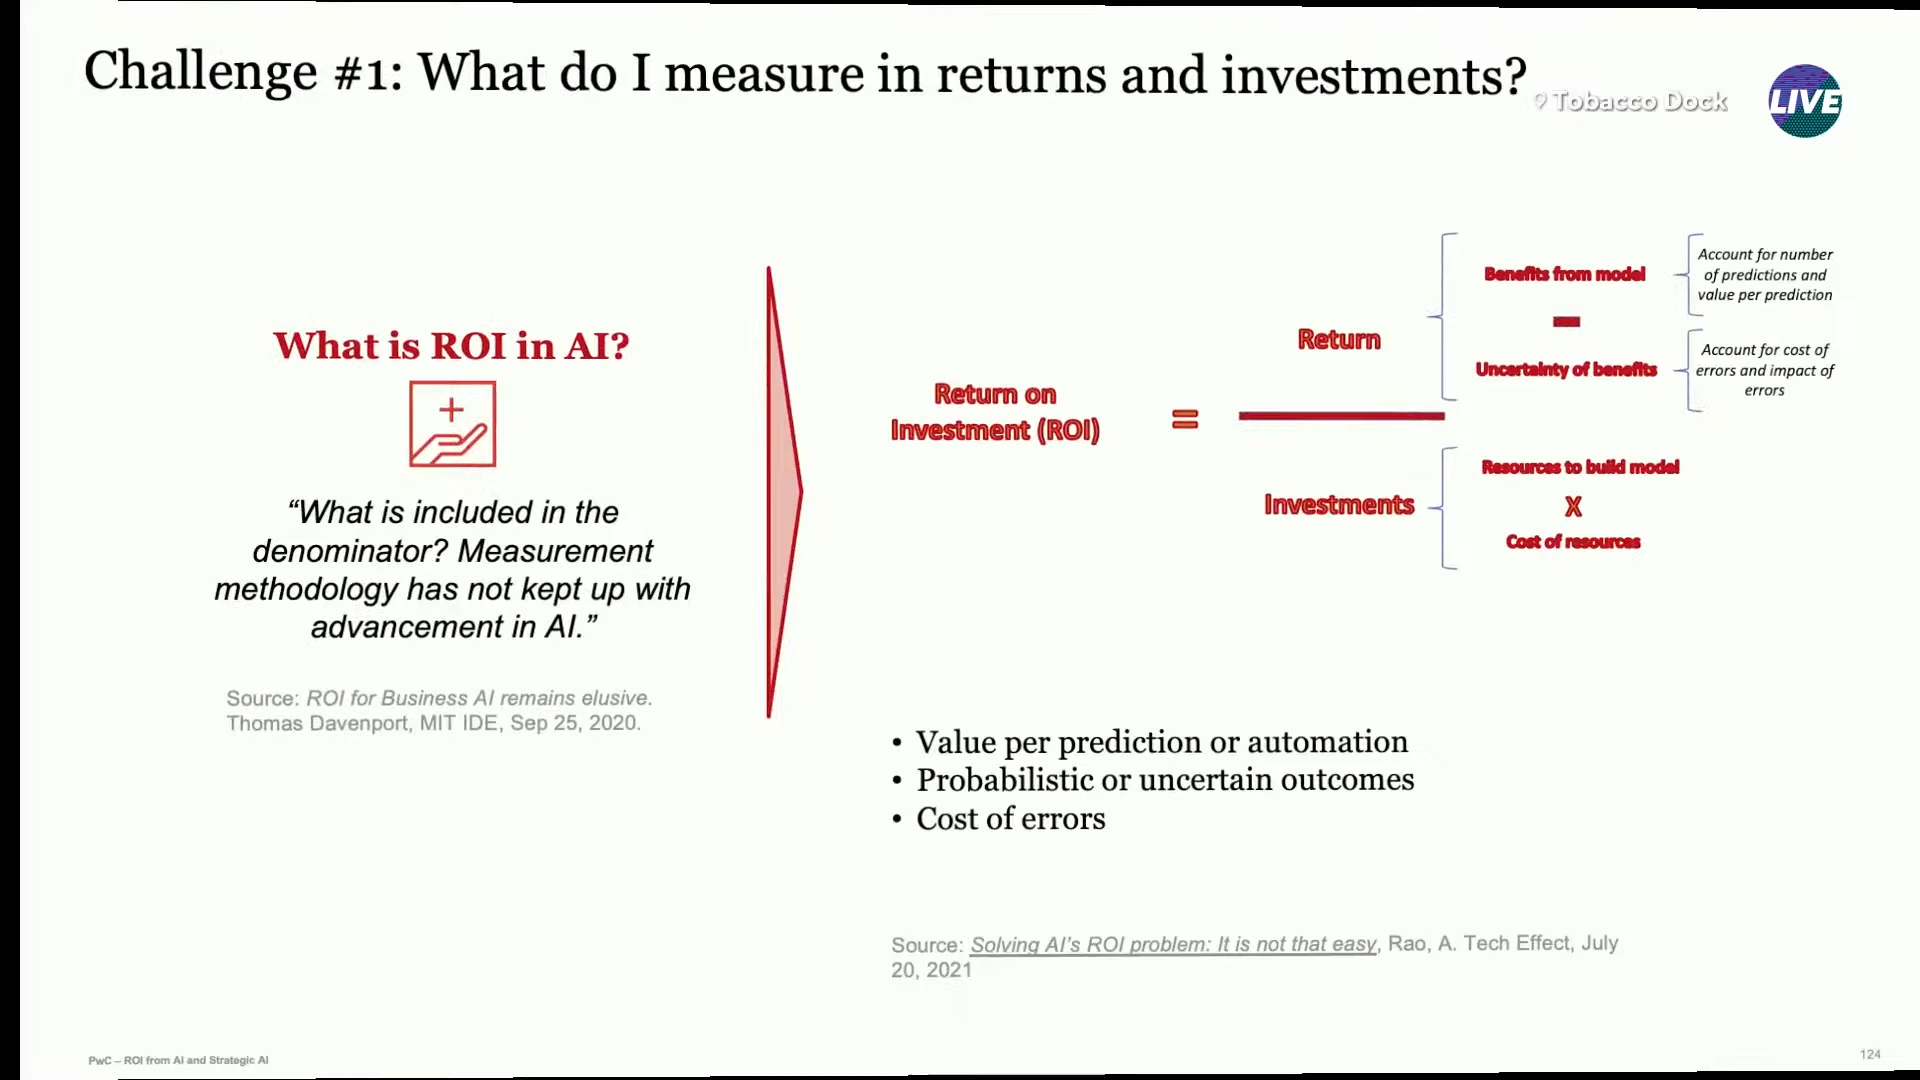 Challenge #1: What do I measure in returns and investments?
Tobacco Dock
LIVE
What is ROI in AI?
“What is included in the
denominator? Measurement
methodology has not kept up with
advancement in AI.”
Source: ROI for Business AI remains elusive.
Thomas Davenport, MIT IDE, Sep 25, 2020.
Return on
Investment (ROI)
=
Return
Benefits from model
-
Uncertainty of benefits
Account for number
of predictions and
value per prediction
Account for cost of
errors and impact of
errors
Investments
Resources to build model
X
Cost of resources
• Value per prediction or automation
• Probabilistic or uncertain outcomes
• Cost of errors
Source: Solving AI’s ROI problem: It is not that easy, Rao, A. Tech Effect, July
20, 2021
PwC – ROI from AI and Strategic AI
124